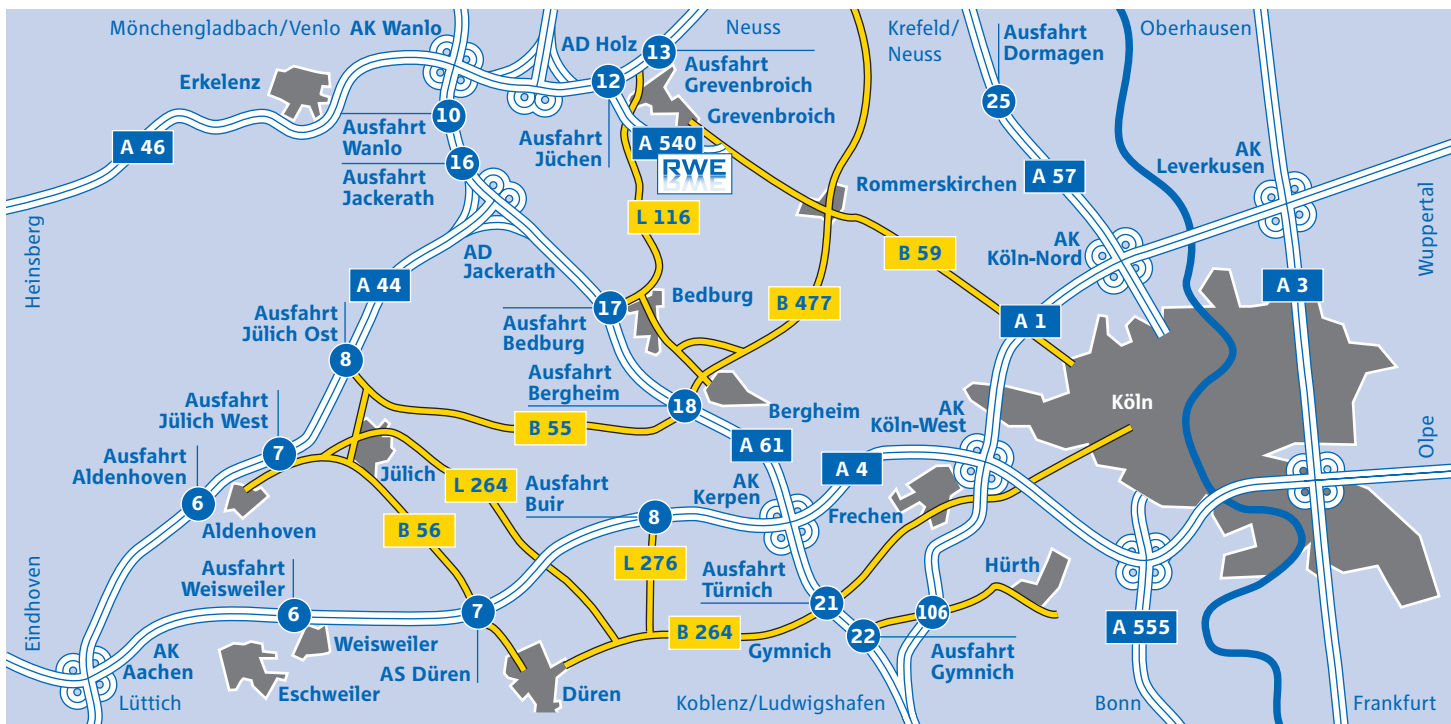 Mönchengladbach/Venlo AK Wanlo
AD Holz
13
Neuss
Krefeld/
Neuss
Ausfahrt
Dormagen
Oberhausen
Erkelenz
12
Ausfahrt
Grevenbroich
Grevenbroich
25
10
Ausfahrt
Wanlo
Ausfahrt
Jüchen
A 46
A 540
RWE
16
Ausfahrt
Jackerath
Rommerskirchen
A 57
AK
Leverkusen
Heinsberg
L 116
AD
Jackerath
B 59
AK
Köln-Nord
Wuppertal
A 44
Bedburg
B 477
A 3
Ausfahrt
Jülich Ost
17
Ausfahrt
Bedburg
A 1
8
Ausfahrt
Bergheim
18
Bergheim
Ausfahrt
Jülich West
B 55
AK
Köln-West
Köln
7
A 61
Olpe
Ausfahrt
Aldenhoven
Jülich
L 264
Ausfahrt
Buir
AK
Kerpen
A 4
6
Aldenhoven
B 56
8
Frechen
Eindhoven
Ausfahrt
Weisweiler
L 276
Ausfahrt
Türnich
Hürth
6
7
21
106
A 555
Weisweiler
B 264
22
Gymnich
Ausfahrt
Gymnich
AK
Aachen
Eschweiler
AS Düren
Düren
Lüttich
Koblenz/Ludwigshafen
Bonn
Frankfurt